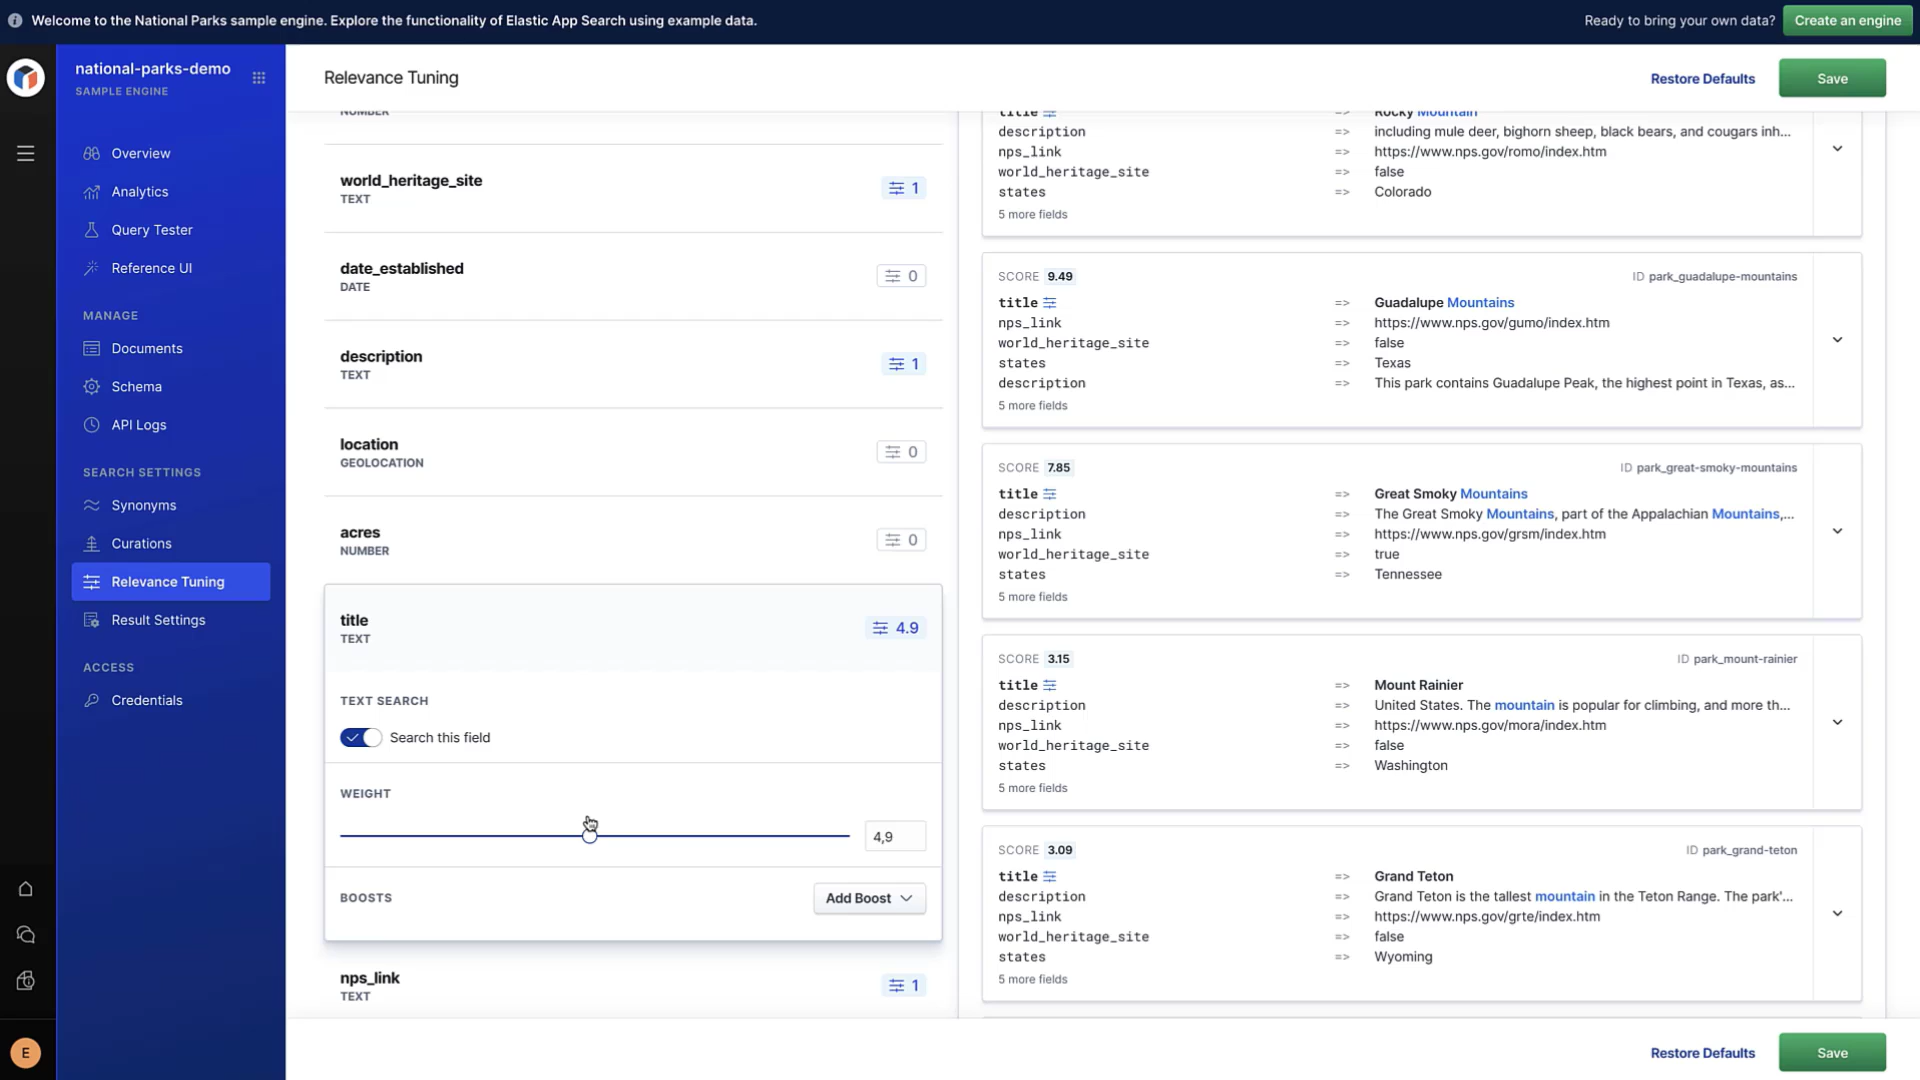 Welcome to the National Parks sample engine. Explore the functionality of Elastic App Search using example data.
Ready to bring your own data?
Create an engine
national-parks-demo
SAMPLE ENGINE
Overview
Analytics
Query Tester
Reference UI
MANAGE
Documents
Schema
API Logs
SEARCH SETTINGS
Synonyms
Curations
Relevance Tuning
Result Settings
ACCESS
Credentials
E
Relevance Tuning
Restore Defaults
Save
NUMBER
world_heritage_site
TEXT
1
date_established
DATE
0
description
TEXT
1
location
GEOLOCATION
0
acres
NUMBER
0
title
TEXT
4.9
TEXT SEARCH
Search this field
WEIGHT
4,9
BOOSTS
Add Boost
nps_link
TEXT
1
title => Rocky Mountain
description => including mule deer, bighorn sheep, black bears, and cougars inh...
nps_link => https://www.nps.gov/romo/index.htm
world_heritage_site => false
states => Colorado
5 more fields
SCORE 9.49 ID park_guadalupe-mountains
title => Guadalupe Mountains
nps_link => https://www.nps.gov/gumo/index.htm
world_heritage_site => false
states => Texas
description => This park contains Guadalupe Peak, the highest point in Texas, as...
5 more fields
SCORE 7.85 ID park_great-smoky-mountains
title => Great Smoky Mountains
description => The Great Smoky Mountains, part of the Appalachian Mountains,...
nps_link => https://www.nps.gov/grsm/index.htm
world_heritage_site => true
states => Tennessee
5 more fields
SCORE 3.15 ID park_mount-rainier
title => Mount Rainier
description => United States. The mountain is popular for climbing, and more th...
nps_link => https://www.nps.gov/mora/index.htm
world_heritage_site => false
states => Washington
5 more fields
SCORE 3.09 ID park_grand-teton
title => Grand Teton
description => Grand Teton is the tallest mountain in the Teton Range. The park'...
nps_link => https://www.nps.gov/grte/index.htm
world_heritage_site => false
states => Wyoming
5 more fields
Restore Defaults
Save